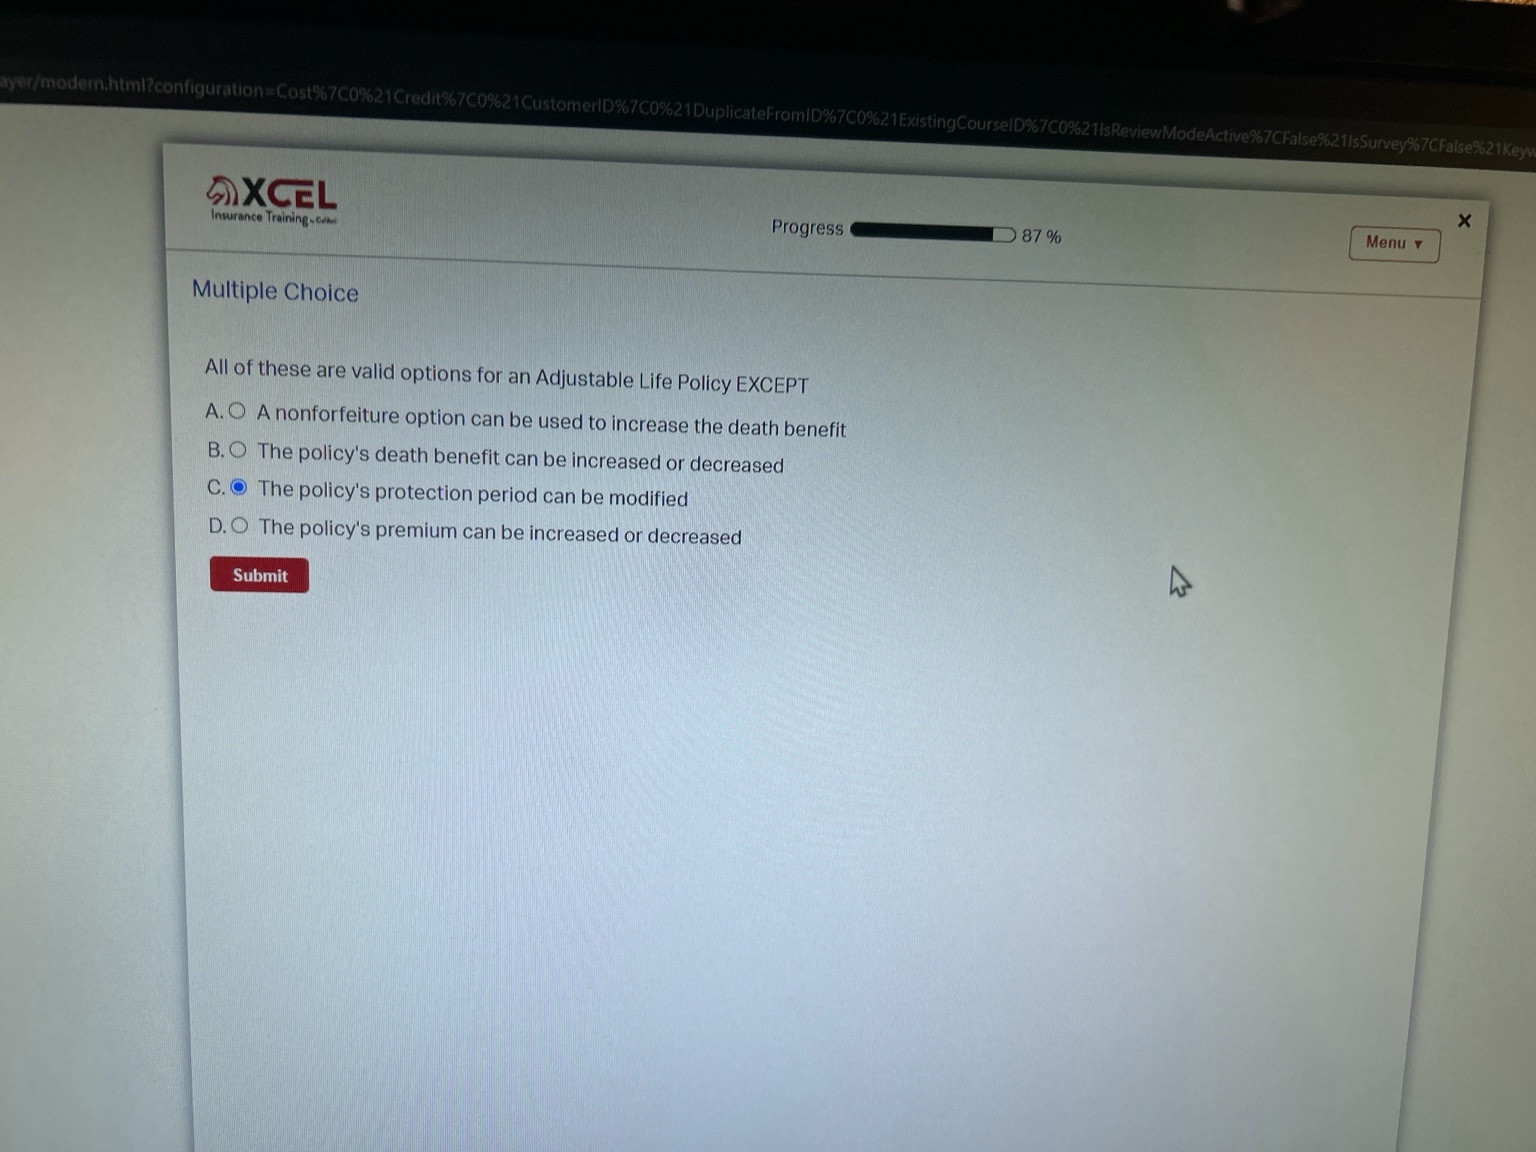 ayer/modern.html?configuration=Cost%7C0%21Credit%7C0%21CustomerID%7C0%21DuplicateFromID%7C0%21ExistingCourseID%7C0%21IsReviewModeActive%7CFalse%21IsSurvey%7CFalse%21Keyw
XCEL
Insurance Training
Progress 87 %
Menu ▼
×
Multiple Choice
All of these are valid options for an Adjustable Life Policy EXCEPT
A. A nonforfeiture option can be used to increase the death benefit
B. The policy's death benefit can be increased or decreased
C. The policy's protection period can be modified
D. The policy's premium can be increased or decreased
Submit